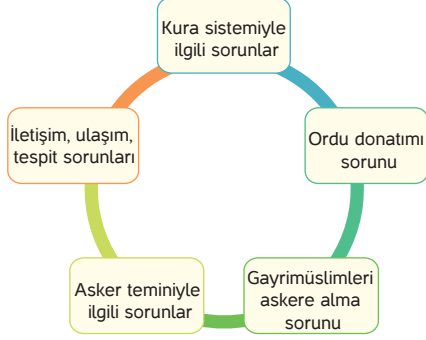 Kura sistemiyle
ilgili sorunlar
Ordu donatımı
sorunu
Gayrimüslimleri
askere alma
sorunu
Asker teminiyle
ilgili sorunlar
İletişim, ulaşım,
tespit sorunları